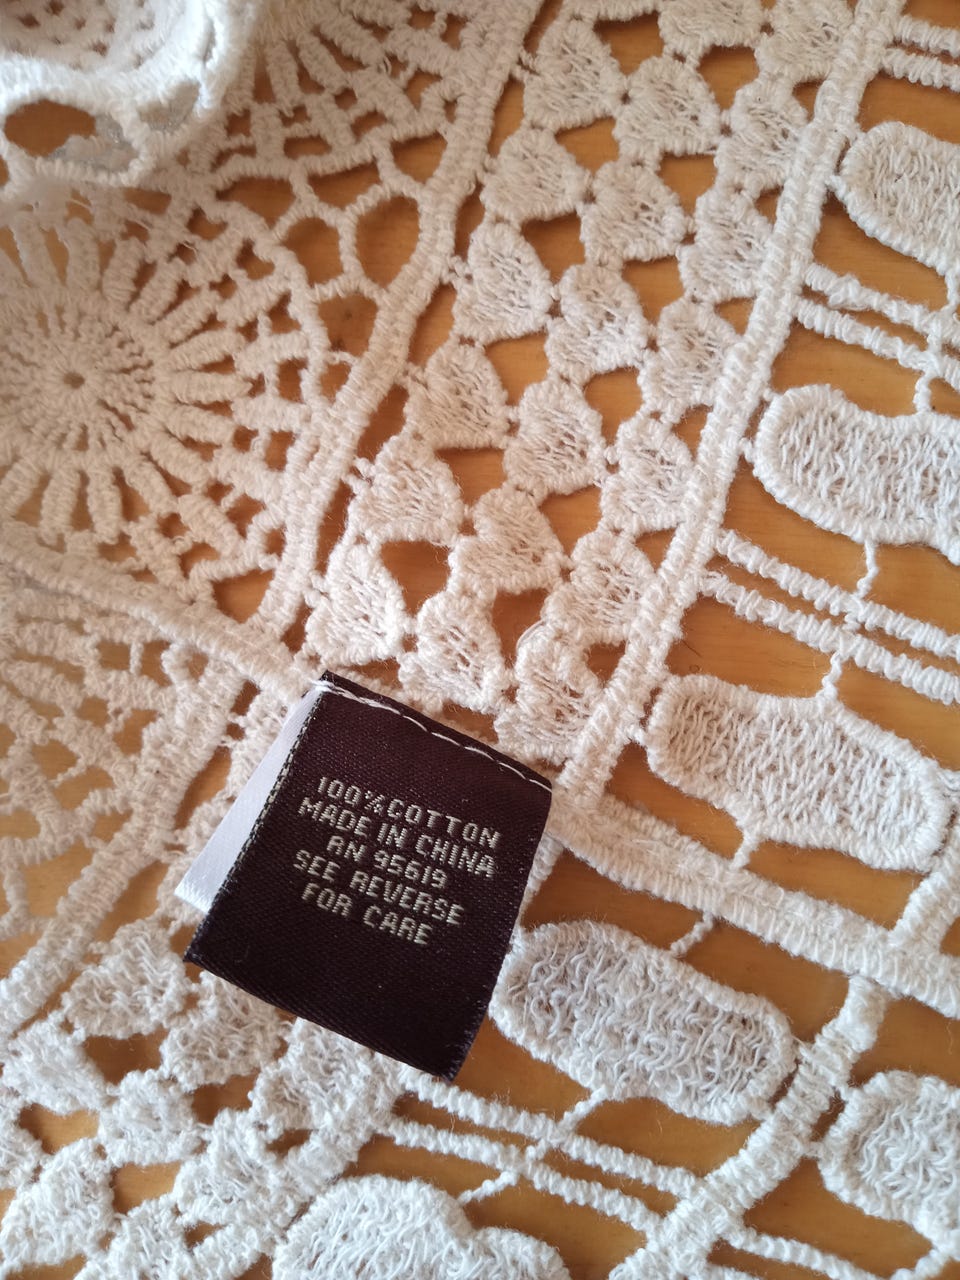 100%COTTON
MADE IN CHINA
RN 95619
SEE REVERSE
FOR CARE